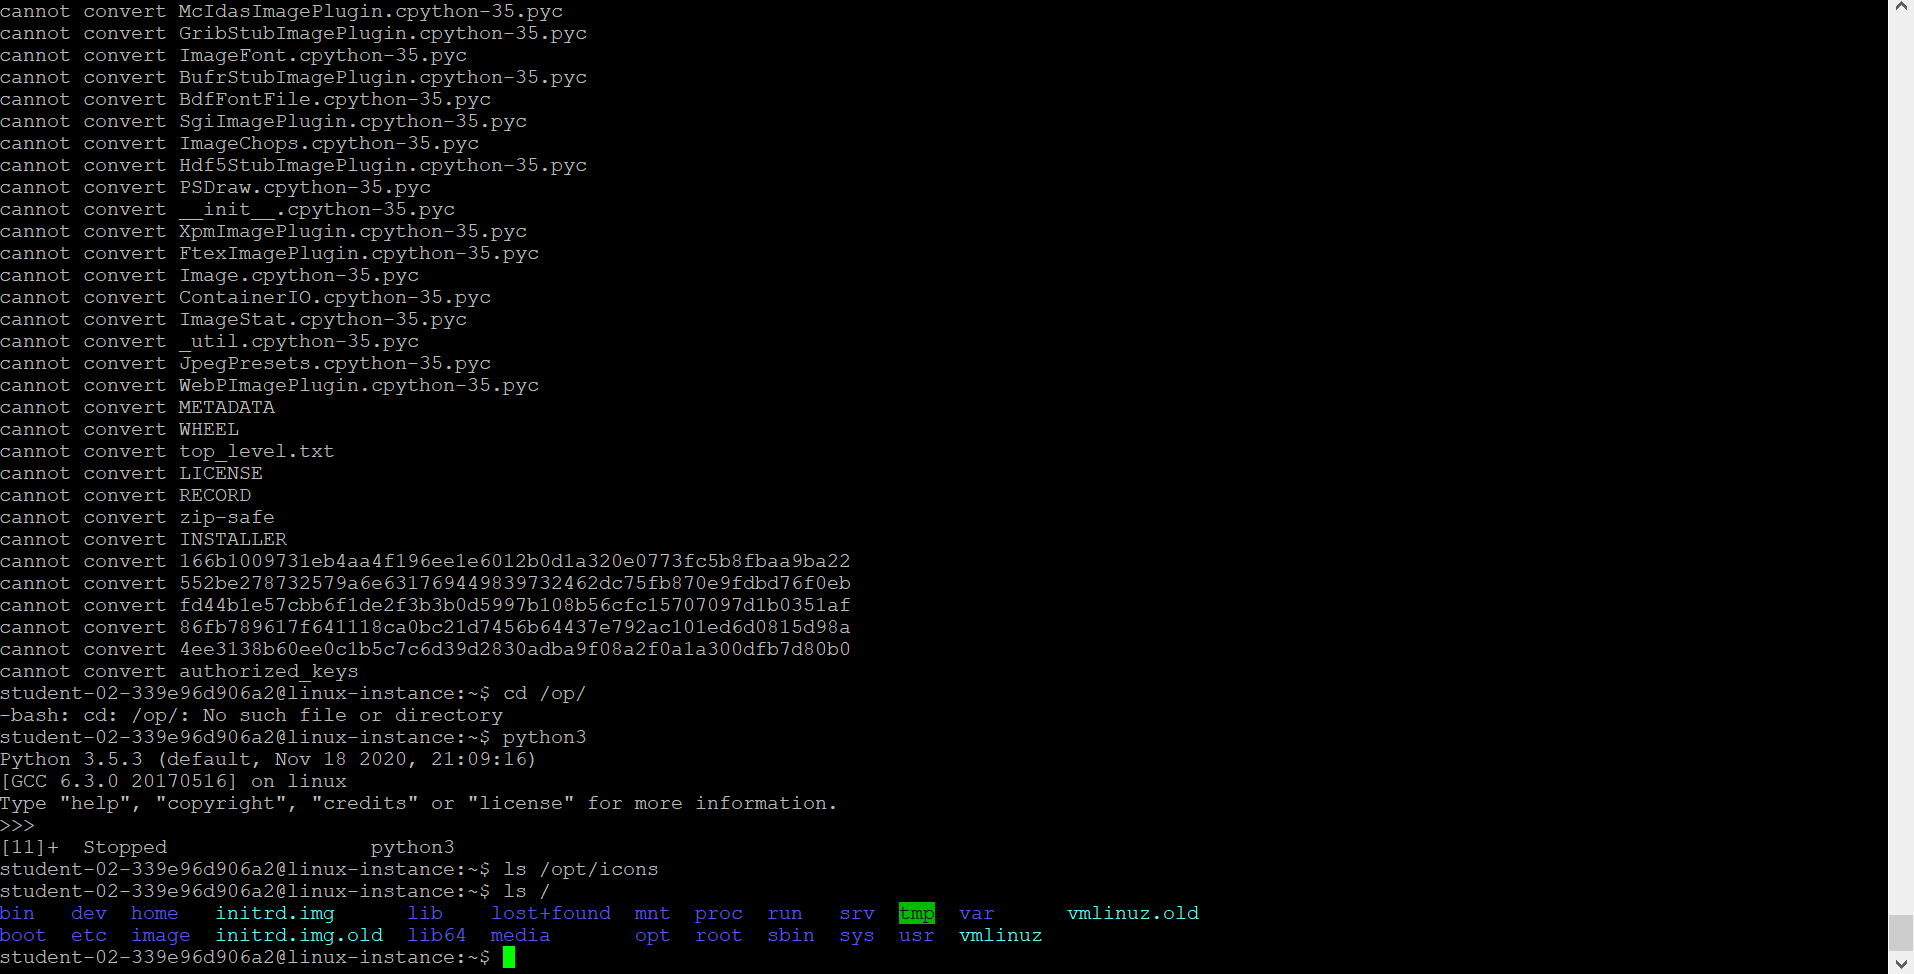 cannot convert McIdasImagePlugin.cpython-35.pyc
cannot convert GribStubImagePlugin.cpython-35.pyc
cannot convert ImageFont.cpython-35.pyc
cannot convert BufrStubImagePlugin.cpython-35.pyc
cannot convert BdfFontFile.cpython-35.pyc
cannot convert SgiImagePlugin.cpython-35.pyc
cannot convert ImageChops.cpython-35.pyc
cannot convert Hdf5StubImagePlugin.cpython-35.pyc
cannot convert PSDraw.cpython-35.pyc
cannot convert __init__.cpython-35.pyc
cannot convert XpmImagePlugin.cpython-35.pyc
cannot convert FtexImagePlugin.cpython-35.pyc
cannot convert Image.cpython-35.pyc
cannot convert ContainerIO.cpython-35.pyc
cannot convert ImageStat.cpython-35.pyc
cannot convert _util.cpython-35.pyc
cannot convert JpegPresets.cpython-35.pyc
cannot convert WebPImagePlugin.cpython-35.pyc
cannot convert METADATA
cannot convert WHEEL
cannot convert top_level.txt
cannot convert LICENSE
cannot convert RECORD
cannot convert zip-safe
cannot convert INSTALLER
cannot convert 166b1009731eb4aa4f196ee1e6012b0d1a320e0773fc5b8fbaa9ba22
cannot convert 552be278732579a6e631769449839732462dc75fb870e9fdbd76f0eb
cannot convert fd44b1e57cbb6f1de2f3b3b0d5997b108b56cfc15707097d1b0351af
cannot convert 86fb789617f641118ca0bc21d7456b64437e792ac101ed6d0815d98a
cannot convert 4ee3138b60ee0c1b5c7c6d39d2830adba9f08a2f0a1a300dfb7d80b0
cannot convert authorized_keys
student-02-339e96d906a2@linux-instance:~$ cd /op/
-bash: cd: /op/: No such file or directory
student-02-339e96d906a2@linux-instance:~$ python3
Python 3.5.3 (default, Nov 18 2020, 21:09:16)
[GCC 6.3.0 20170516] on linux
Type "help", "copyright", "credits" or "license" for more information.
>>>
[11]+  Stopped                 python3
student-02-339e96d906a2@linux-instance:~$ ls /opt/icons
student-02-339e96d906a2@linux-instance:~$ ls /
bin   dev  home   initrd.img      lib    lost+found  mnt  proc  run   srv  tmp  var      vmlinuz.old
boot  etc  image  initrd.img.old  lib64  media       opt  root  sbin  sys  usr  vmlinuz
student-02-339e96d906a2@linux-instance:~$